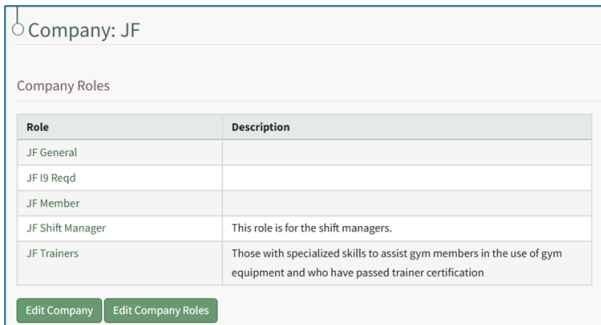 Company: JF
Company Roles
Role Description
JF General
JF I9 Reqd
JF Member
JF Shift Manager This role is for the shift managers.
JF Trainers Those with specialized skills to assist gym members in the use of gym
equipment and who have passed trainer certification
Edit Company Edit Company Roles